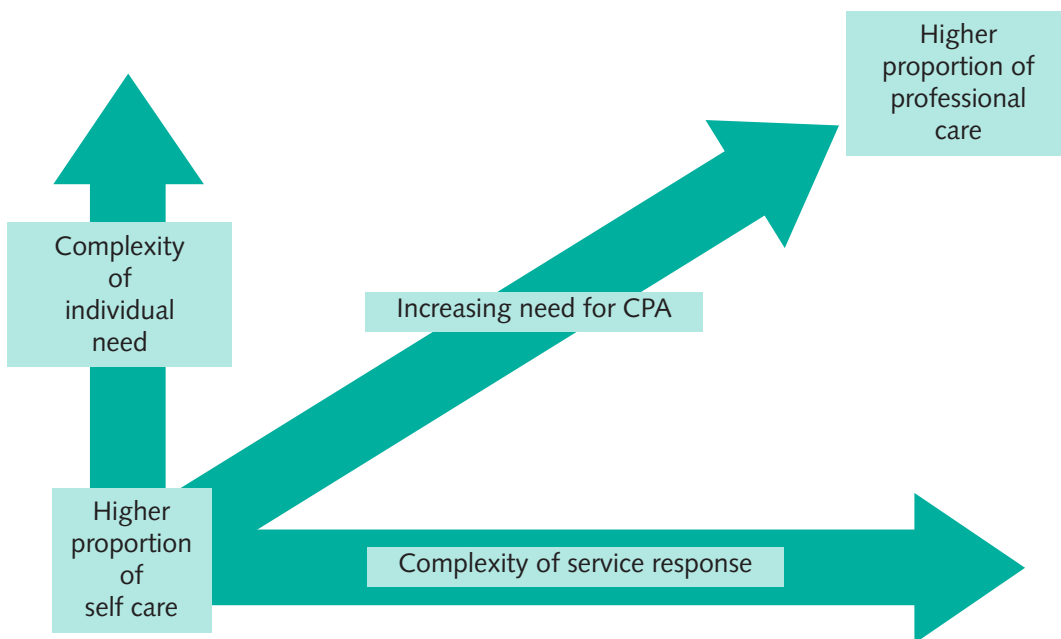 Higher
proportion of
professional
care
Complexity
of
individual
need
Increasing need for CPA
Higher
proportion
of
self care
Complexity of service response